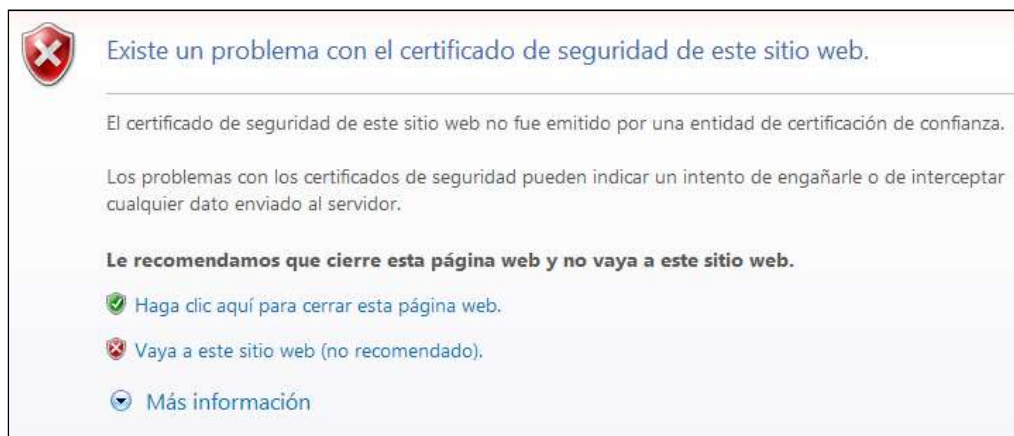 Existe un problema con el certificado de seguridad de este sitio web.
El certificado de seguridad de este sitio web no fue emitido por una entidad de certificación de confianza.
Los problemas con los certificados de seguridad pueden indicar un intento de engañarle o de interceptar
cualquier dato enviado al servidor.
Le recomendamos que cierre esta página web y no vaya a este sitio web.
Haga clic aquí para cerrar esta página web.
Vaya a este sitio web (no recomendado).
Más información